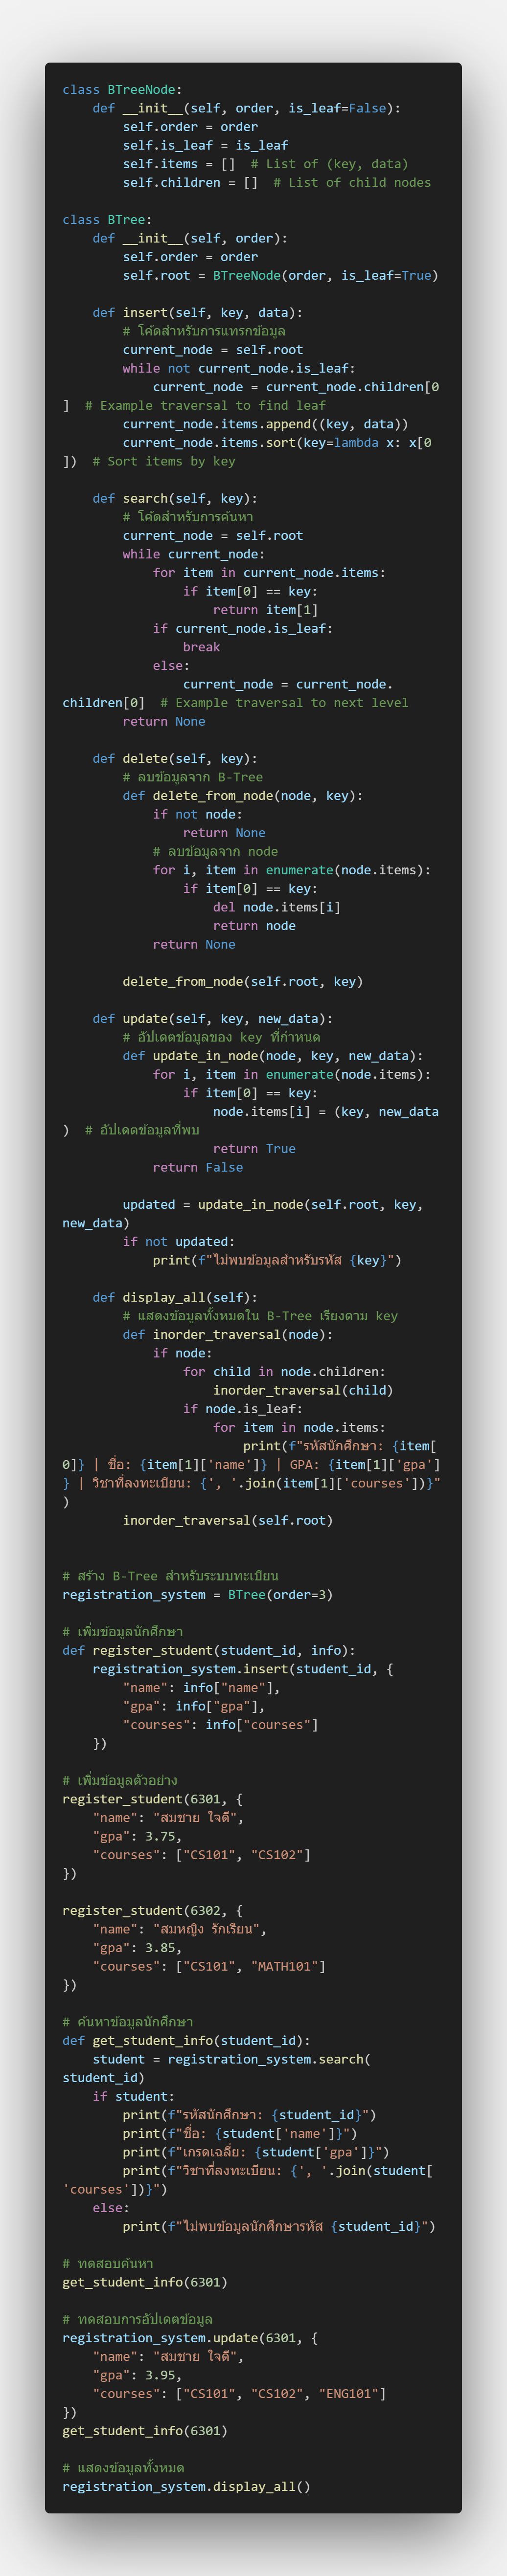 class BTreeNode:
    def __init__(self, order, is_leaf=False):
        self.order = order
        self.is_leaf = is_leaf
        self.items = []  # List of (key, data)
        self.children = []  # List of child nodes

class BTree:
    def __init__(self, order):
        self.order = order
        self.root = BTreeNode(order, is_leaf=True)

    def insert(self, key, data):
        # โค้ดสำหรับการแทรกข้อมูล
        current_node = self.root
        while not current_node.is_leaf:
            current_node = current_node.children[0
]  # Example traversal to find leaf
        current_node.items.append((key, data))
        current_node.items.sort(key=lambda x: x[0
])  # Sort items by key

    def search(self, key):
        # โค้ดสำหรับการค้นหา
        current_node = self.root
        while current_node:
            for item in current_node.items:
                if item[0] == key:
                    return item[1]
            if current_node.is_leaf:
                break
            else:
                current_node = current_node.
children[0]  # Example traversal to next level
        return None

    def delete(self, key):
        # ลบข้อมูลจาก B-Tree
        def delete_from_node(node, key):
            if not node:
                return None
            # ลบข้อมูลจาก node
            for i, item in enumerate(node.items):
                if item[0] == key:
                    del node.items[i]
                    return node
            return None

        delete_from_node(self.root, key)

    def update(self, key, new_data):
        # อัปเดตข้อมูลของ key ที่กำหนด
        def update_in_node(node, key, new_data):
            for i, item in enumerate(node.items):
                if item[0] == key:
                    node.items[i] = (key, new_data
)  # อัปเดตข้อมูลที่พบ
                    return True
            return False

        updated = update_in_node(self.root, key,
new_data)
        if not updated:
            print(f"ไม่พบข้อมูลสำหรับรหัส {key}")

    def display_all(self):
        # แสดงข้อมูลทั้งหมดใน B-Tree เรียงตาม key
        def inorder_traversal(node):
            if node:
                for child in node.children:
                    inorder_traversal(child)
                if node.is_leaf:
                    for item in node.items:
                        print(f"รหัสนักศึกษา: {item[
0]} | ชื่อ: {item[1]['name']} | GPA: {item[1]['gpa']
} | วิชาที่ลงทะเบียน: {', '.join(item[1]['courses'])}"
)
        inorder_traversal(self.root)


# สร้าง B-Tree สำหรับระบบทะเบียน
registration_system = BTree(order=3)

# เพิ่มข้อมูลนักศึกษา
def register_student(student_id, info):
    registration_system.insert(student_id, {
        "name": info["name"],
        "gpa": info["gpa"],
        "courses": info["courses"]
    })

# เพิ่มข้อมูลตัวอย่าง
register_student(6301, {
    "name": "สมชาย ใจดี",
    "gpa": 3.75,
    "courses": ["CS101", "CS102"]
})

register_student(6302, {
    "name": "สมหญิง รักเรียน",
    "gpa": 3.85,
    "courses": ["CS101", "MATH101"]
})

# ค้นหาข้อมูลนักศึกษา
def get_student_info(student_id):
    student = registration_system.search(
student_id)
    if student:
        print(f"รหัสนักศึกษา: {student_id}")
        print(f"ชื่อ: {student['name']}")
        print(f"เกรดเฉลี่ย: {student['gpa']}")
        print(f"วิชาที่ลงทะเบียน: {', '.join(student[
'courses'])}")
    else:
        print(f"ไม่พบข้อมูลนักศึกษารหัส {student_id}")

# ทดสอบค้นหา
get_student_info(6301)

# ทดสอบการอัปเดตข้อมูล
registration_system.update(6301, {
    "name": "สมชาย ใจดี",
    "gpa": 3.95,
    "courses": ["CS101", "CS102", "ENG101"]
})
get_student_info(6301)

# แสดงข้อมูลทั้งหมด
registration_system.display_all()